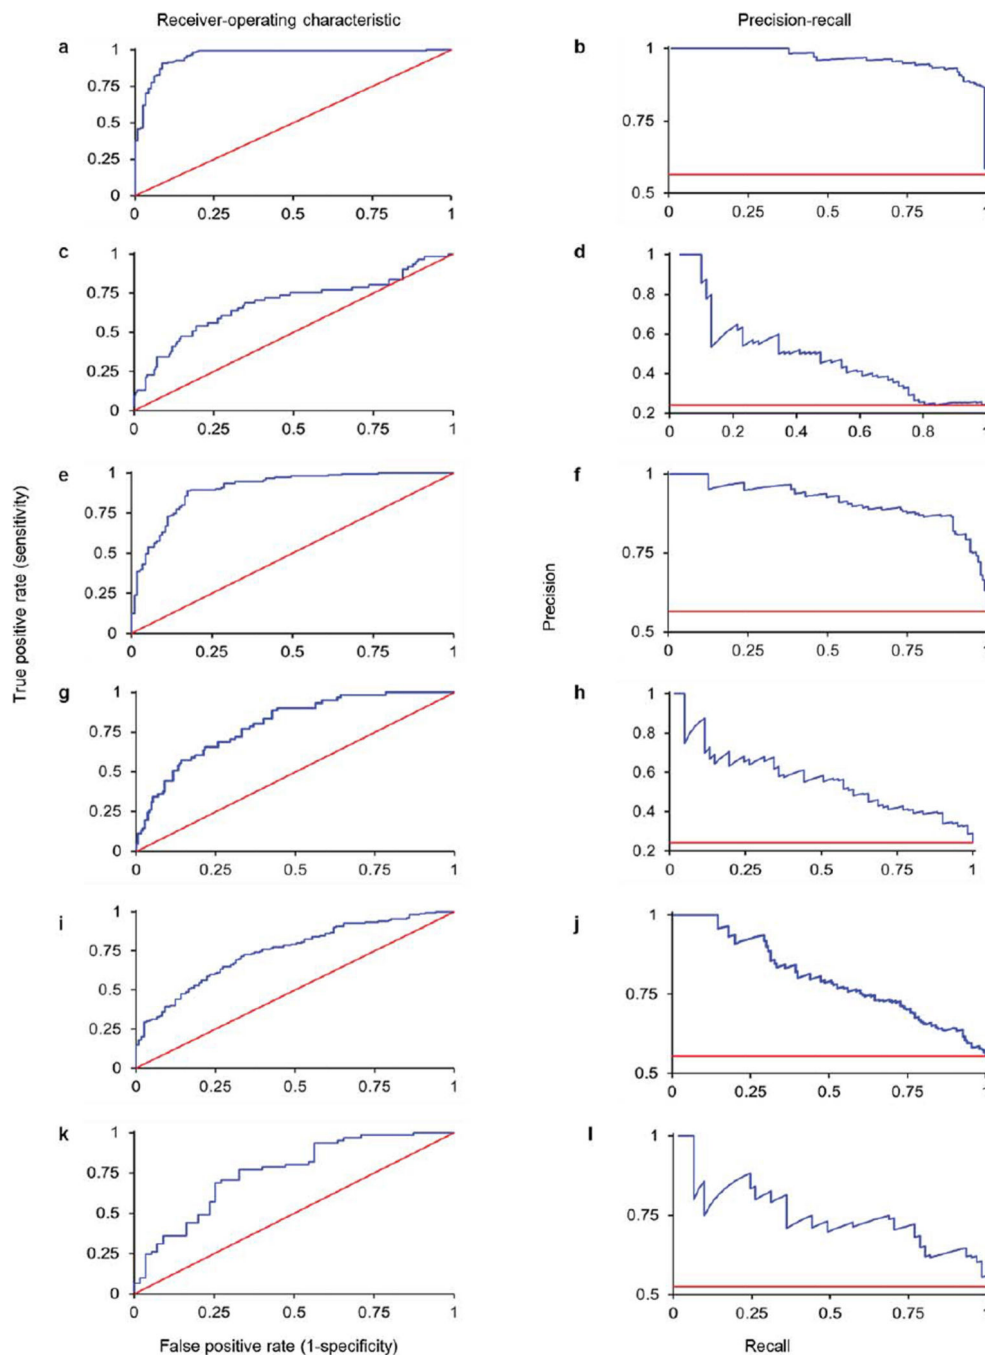 Receiver-operating characteristic
Precision-recall
a
1
0.75
0.50
0.25
0
0 0.25 0.5 0.75 1
b
1
0.75
0.5
0 0.25 0.5 0.75 1
c
1
0.75
0.5
0.25
0
0 0.25 0.5 0.75 1
d
1
0.8
0.6
0.4
0.2
0 0.2 0.4 0.6 0.8 1
e
1
0.75
0.5
0.25
0
0 0.25 0.5 0.75 1
f
1
0.75
0.5
0 0.25 0.5 0.75 1
g
1
0.75
0.5
0.25
0
0 0.25 0.5 0.75 1
h
1
0.8
0.6
0.4
0.2
0 0.25 0.5 0.75 1
i
1
0.75
0.5
0.25
0
0 0.25 0.5 0.75 1
j
1
0.75
0.5
0 0.25 0.5 0.75 1
k
1
0.75
0.5
0.25
0
0 0.25 0.5 0.75 1
l
1
0.75
0.5
0 0.25 0.5 0.75 1
True positive rate (sensitivity)
Precision
False positive rate (1-specificity)
Recall